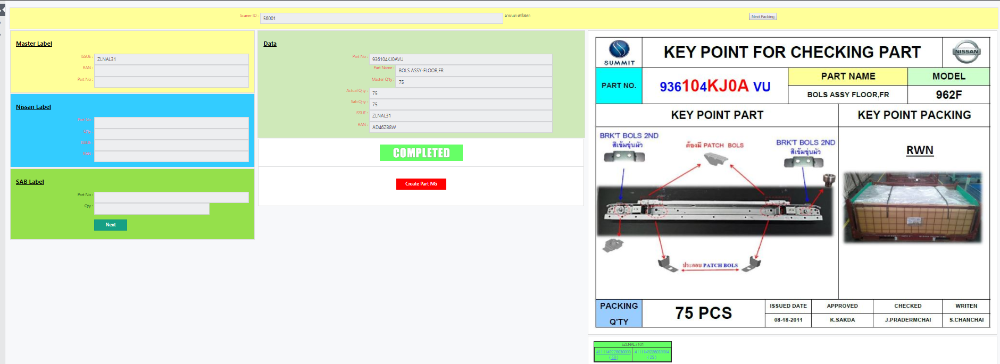 Scaner ID :
56001
อานนท์ ศรีใสคำ
Next Packing
Master Label
ISSUE :
ZLNAL31
RAN :
Part No :
Nissan Label
Part No :
Q'ty :
ISSUE :
RAN :
SAB Label
Part No :
Qty :
Next
Data
Part No :
936104KJ0AVU
Part Name :
BOLS ASSY-FLOOR,FR
Master Q'ty :
75
Actual Q'ty :
75
Sab Q'ty :
75
ISSUE :
ZLNAL31
RAN :
AD46ZB8W
COMPLETED
Create Part NG
SUMMIT
KEY POINT FOR CHECKING PART
NISSAN
PART NO.
936104KJ0A VU
PART NAME
BOLS ASSY FLOOR,FR
MODEL
962F
KEY POINT PART
KEY POINT PACKING
BRK'T BOLS 2ND
สีเข้มขุ่นมัว
ต้องมี PATCH BOLS
BRK'T BOLS 2ND
สีเข้มขุ่นมัว
RWN
ประกอบ PATCH BOLS
PACKING
Q'TY
75 PCS
ISSUED DATE
APPROVED
CHECKED
WRITEN
08-18-2011
K.SAKDA
J.PRADERMCHAI
S.CHANCHAI
SZLNAL3101
4111149228030003
( 50 )
4111149228030004
( 25 )